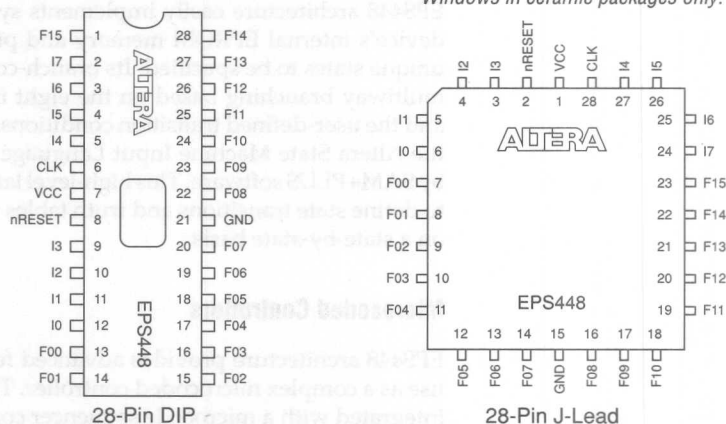 Windows in ceramic packages only.
F15 1 28 F14
I7 2 27 F13
I6 3 26 F12
I5 4 25 F11
I4 5 24 F10
CLK 6 23 F09
VCC 7 22 F08
nRESET 8 21 GND
I3 9 20 F07
I2 10 19 F06
I1 11 18 F05
I0 12 17 F04
F00 13 16 F03
F01 14 15 F02
ALTERA
EPS448
28-Pin DIP
I2 I3 nRESET VCC CLK I4 I5
4 3 2 1 28 27 26
I1 5 25 I6
I0 6 24 I7
F00 7 23 F15
F01 8 22 F14
F02 9 21 F13
F03 10 20 F12
F04 11 19 F11
ALTERA
EPS448
12 13 14 15 16 17 18
F05 F06 F07 GND F08 F09 F10
28-Pin J-Lead